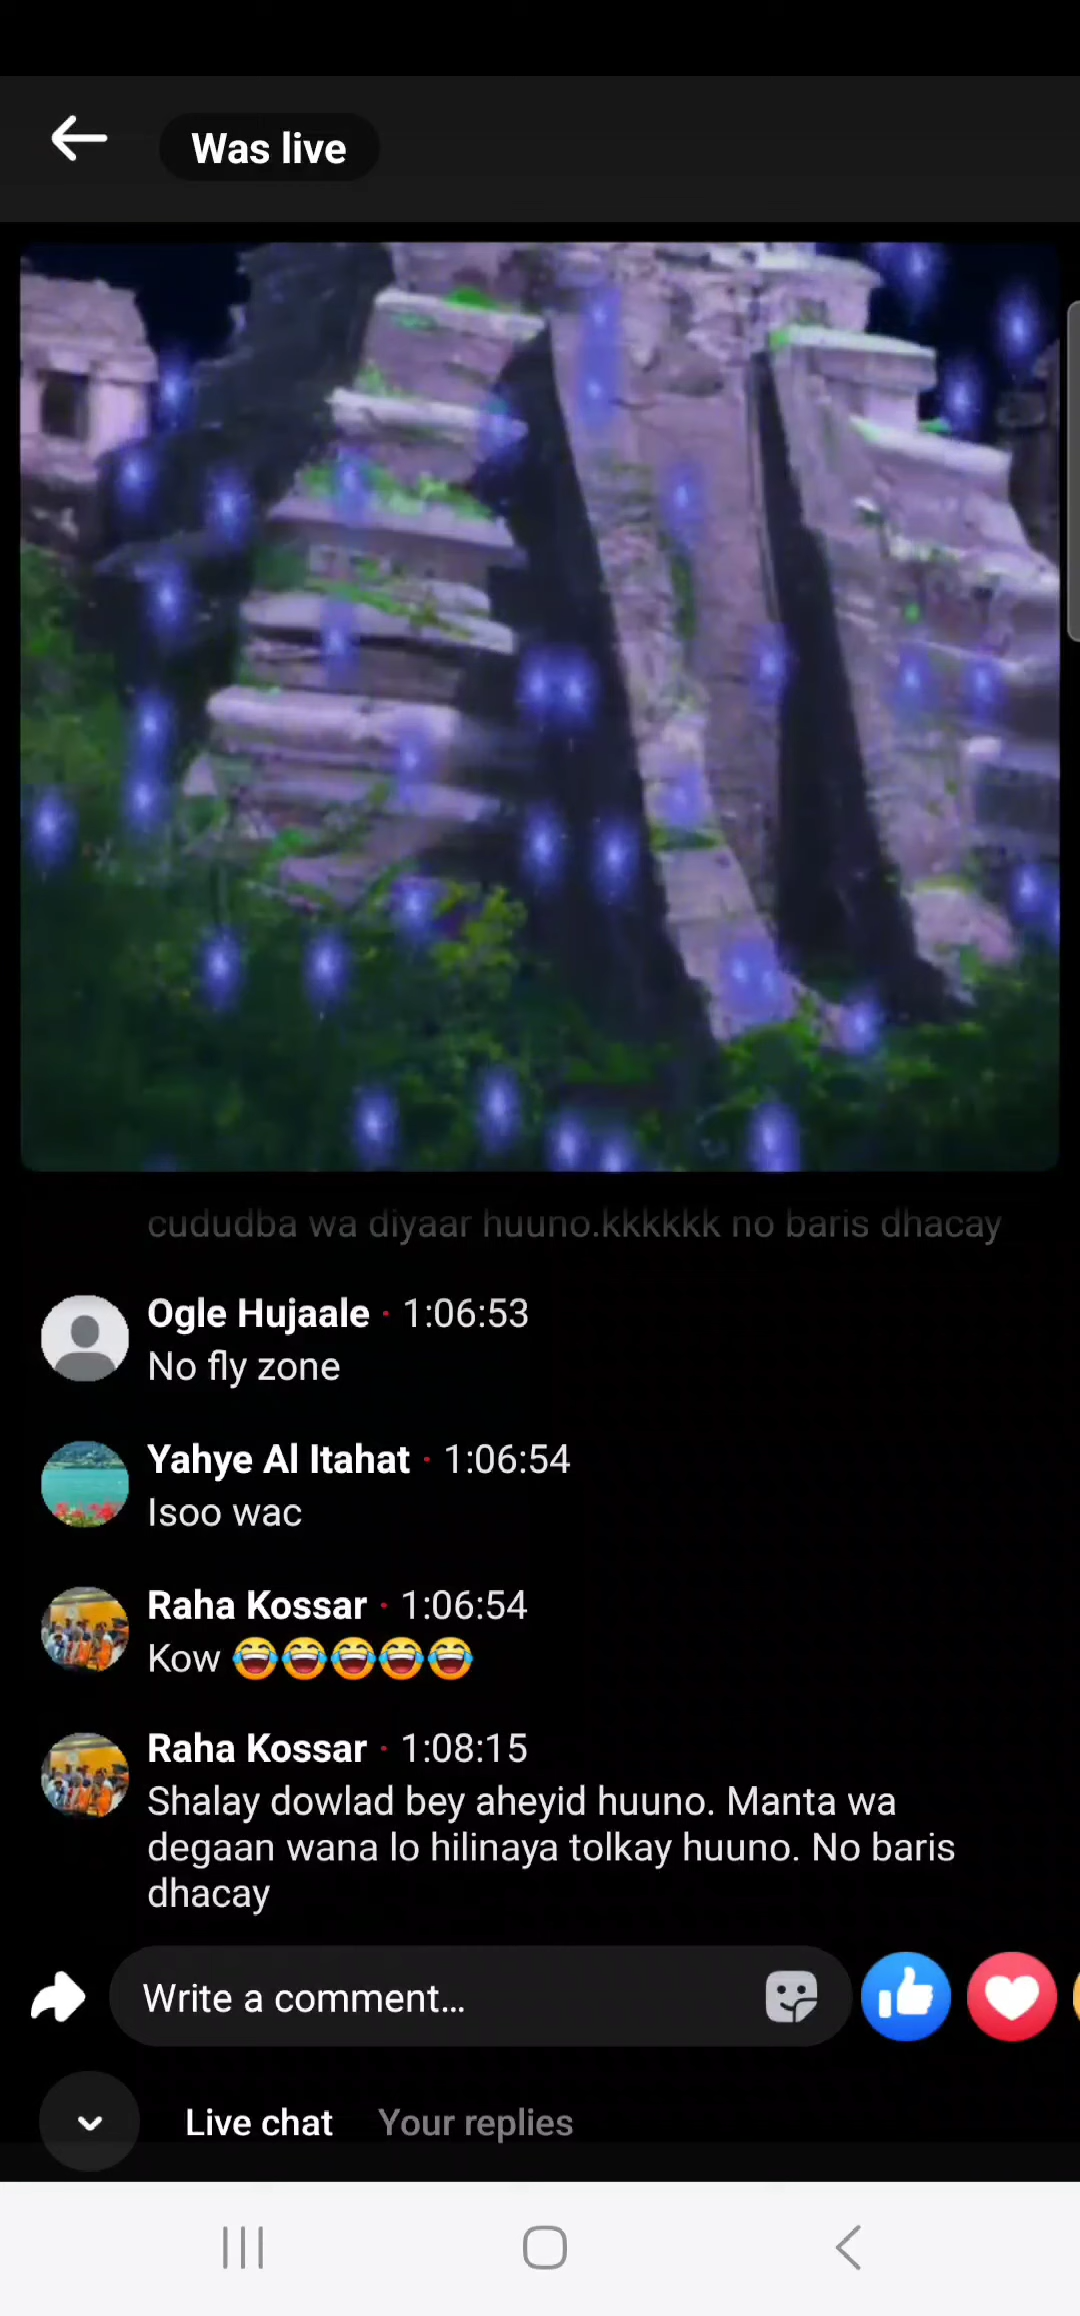 Was live
cududba wa diyaar huuno.kkkkkk no baris dhacay
Ogle Hujaale · 1:06:53
No fly zone
Yahye Al Itahat · 1:06:54
Isoo wac
Raha Kossar · 1:06:54
Kow 😂😂😂😂😂
Raha Kossar · 1:08:15
Shalay dowlad bey aheyid huuno. Manta wa
degaan wana lo hilinaya tolkay huuno. No baris
dhacay
Write a comment...
Live chat Your replies